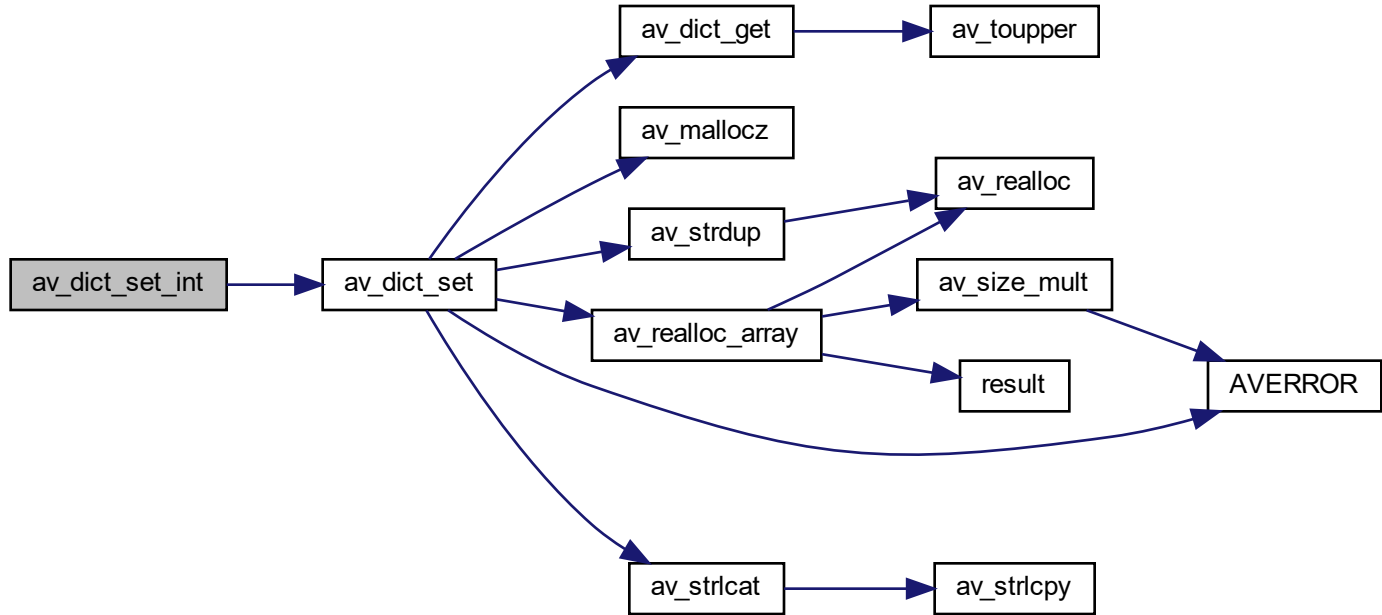 av_dict_get
av_toupper
av_mallocz
av_realloc
av_strdup
av_dict_set_int
av_dict_set
av_size_mult
av_realloc_array
result
AVERROR
av_strlcat
av_strlcpy